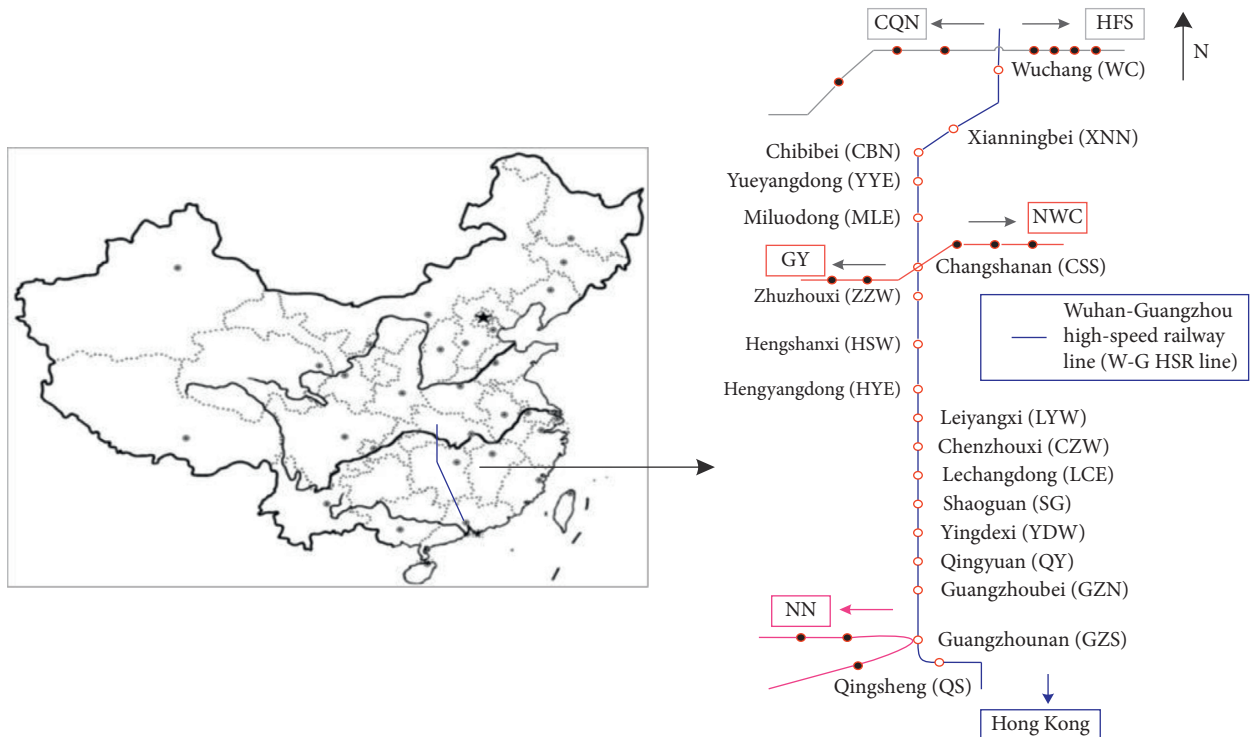 CQN
HFS
N
Wuchang (WC)
Xianningbei (XNN)
Chibibei (CBN)
Yueyangdong (YYE)
Miluodong (MLE)
NWC
GY
Changshanan (CSS)
Zhuzhouxi (ZZW)
Wuhan-Guangzhou
high-speed railway
line (W-G HSR line)
Hengshanxi (HSW)
Hengyangdong (HYE)
Leiyangxi (LYW)
Chenzhouxi (CZW)
Lechangdong (LCE)
Shaoguan (SG)
Yingdexi (YDW)
Qingyuan (QY)
Guangzhoubei (GZN)
NN
Guangzhounan (GZS)
Qingsheng (QS)
Hong Kong